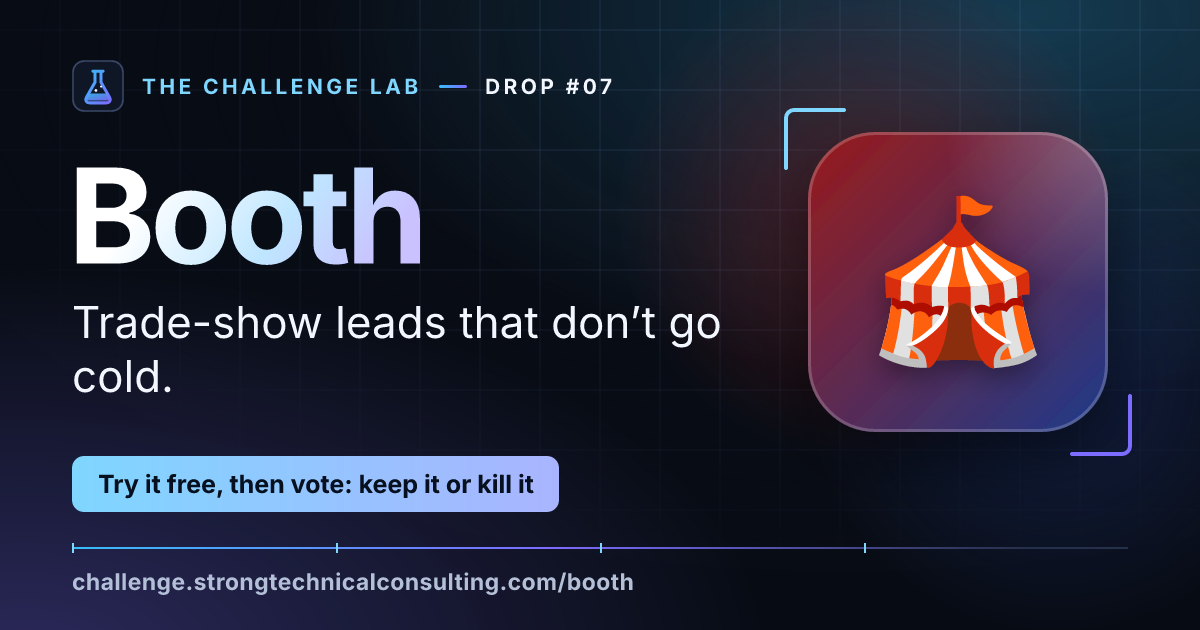 THE CHALLENGE LAB — DROP #07
Booth
Trade-show leads that don’t go
cold.
Try it free, then vote: keep it or kill it
challenge.strongtechnicalconsulting.com/booth